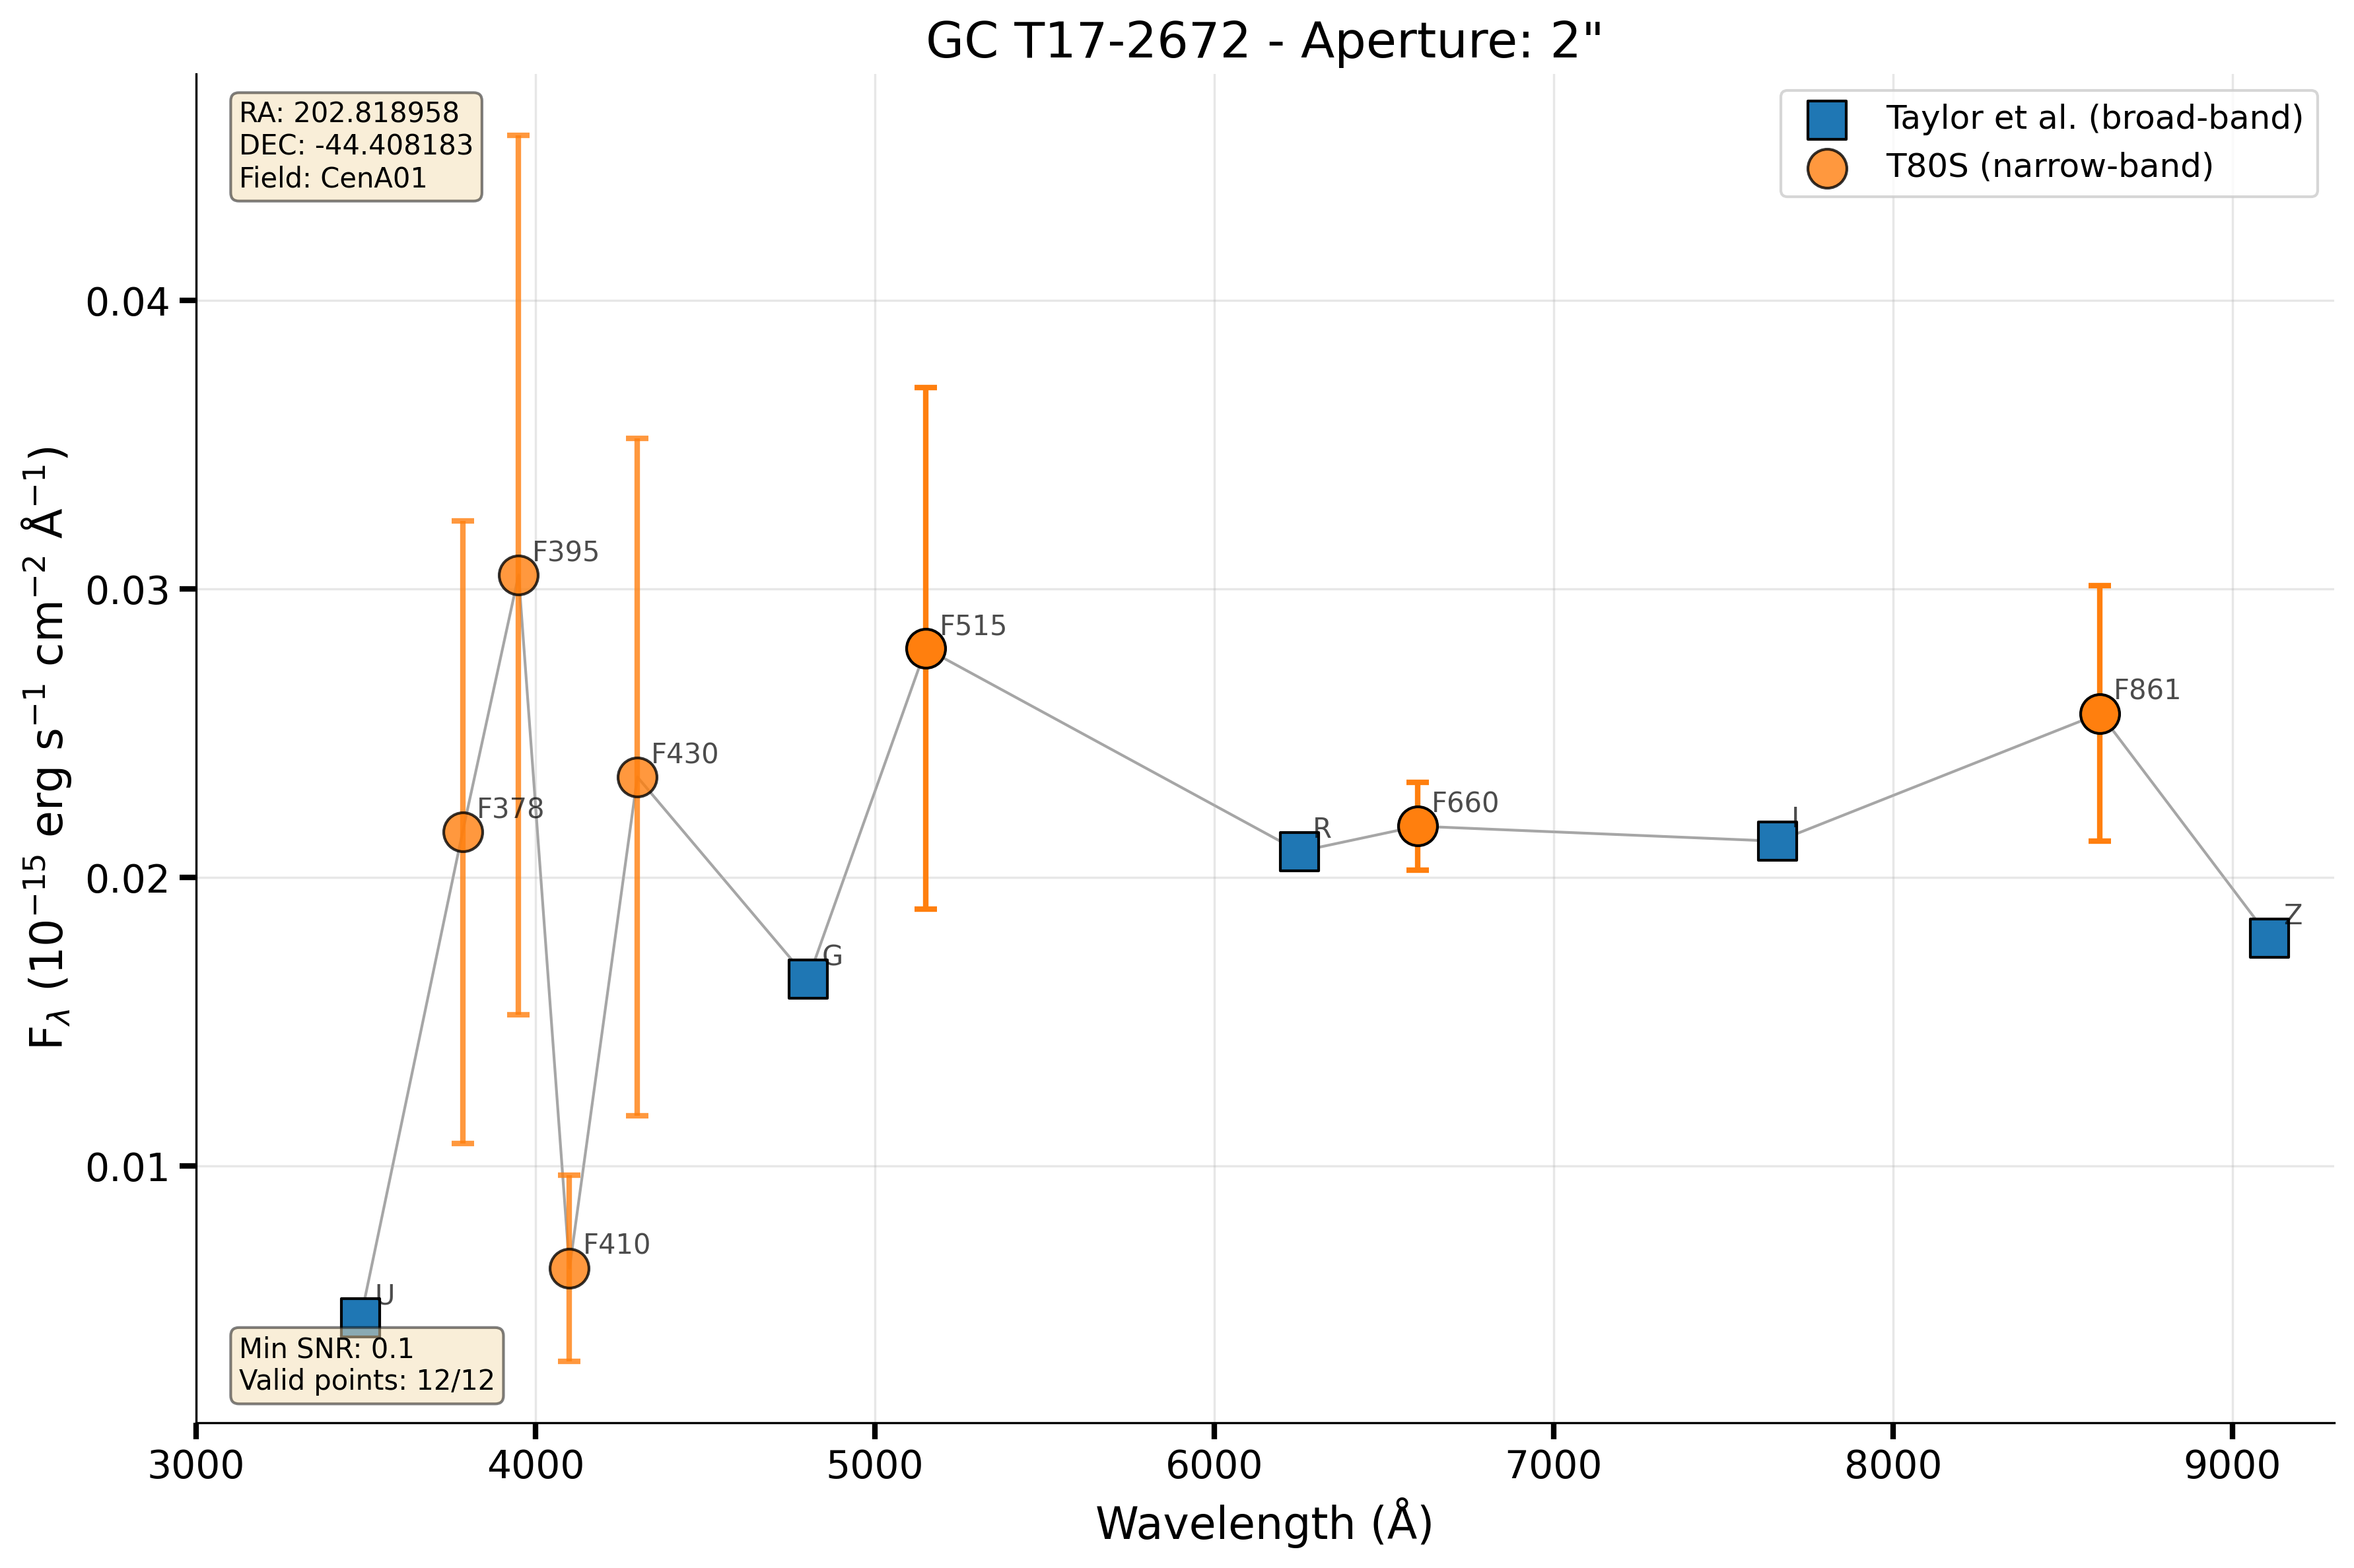 GC T17-2672 - Aperture: 2"
RA: 202.818958
DEC: -44.408183
Field: CenA01
Taylor et al. (broad-band)
T80S (narrow-band)
0.04
0.03
0.02
0.01
F395
F378
F430
F515
F410
F660
F861
U
G
R
I
Z
Min SNR: 0.1
Valid points: 12/12
3000 4000 5000 6000 7000 8000 9000
Wavelength (Å)
Fλ (10⁻¹⁵ erg s⁻¹ cm⁻² Å⁻¹)